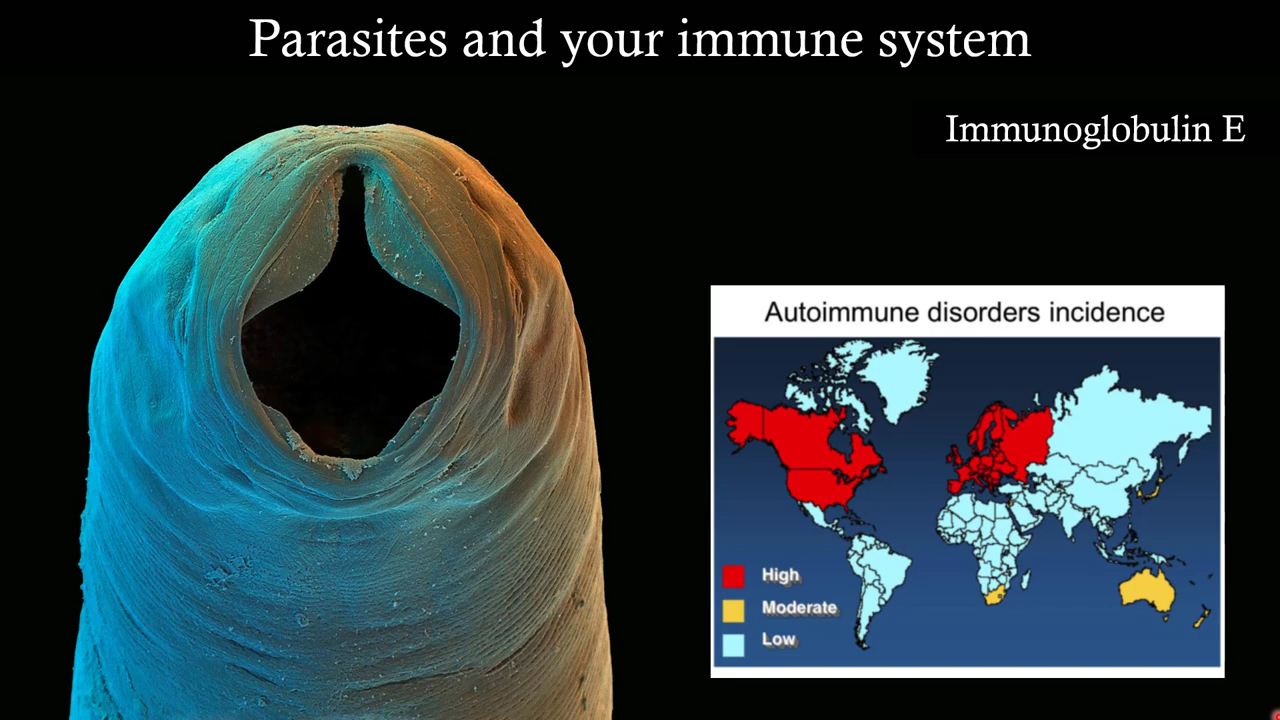 Parasites and your immune system
Immunoglobulin E
Autoimmune disorders incidence
High
Moderate
Low